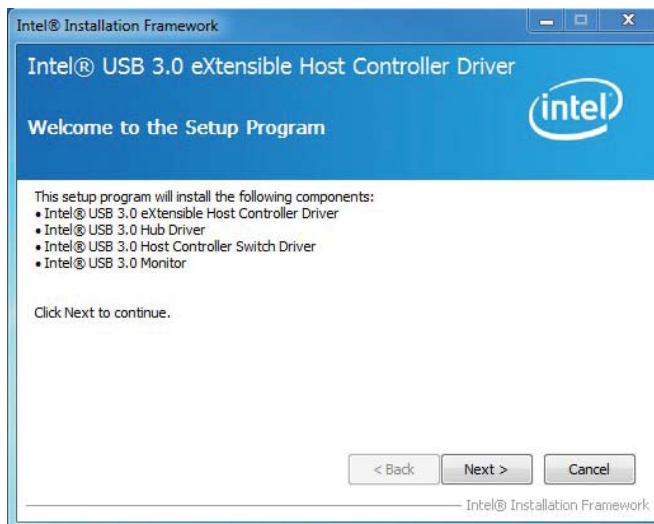 Intel® Installation Framework
Intel® USB 3.0 eXtensible Host Controller Driver
intel
Welcome to the Setup Program
This setup program will install the following components:
• Intel® USB 3.0 eXtensible Host Controller Driver
• Intel® USB 3.0 Hub Driver
• Intel® USB 3.0 Host Controller Switch Driver
• Intel® USB 3.0 Monitor
Click Next to continue.
< Back Next > Cancel
Intel® Installation Framework